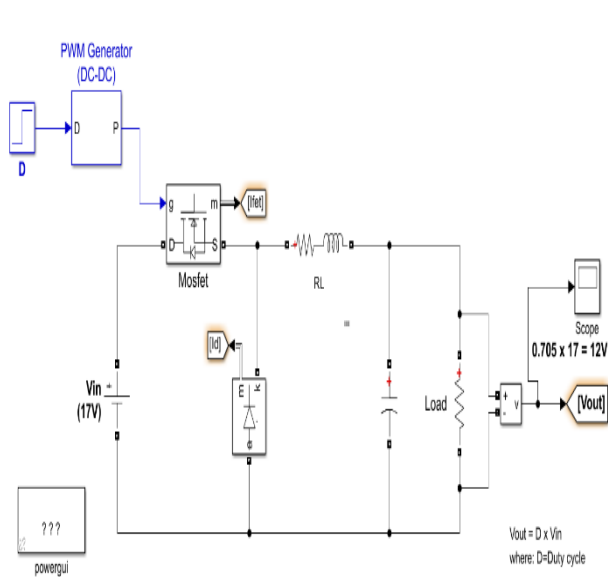 PWM Generator
(DC-DC)
D
P
D
g
m
[Ifet]
D
S
Mosfet
RL
[Id]
m
k
a
Vin
(17V)
+
Load
+
-
v
Scope
0.705 x 17 = 12V
[Vout]
? ? ?
powergui
Vout = D x Vin
where: D=Duty cycle